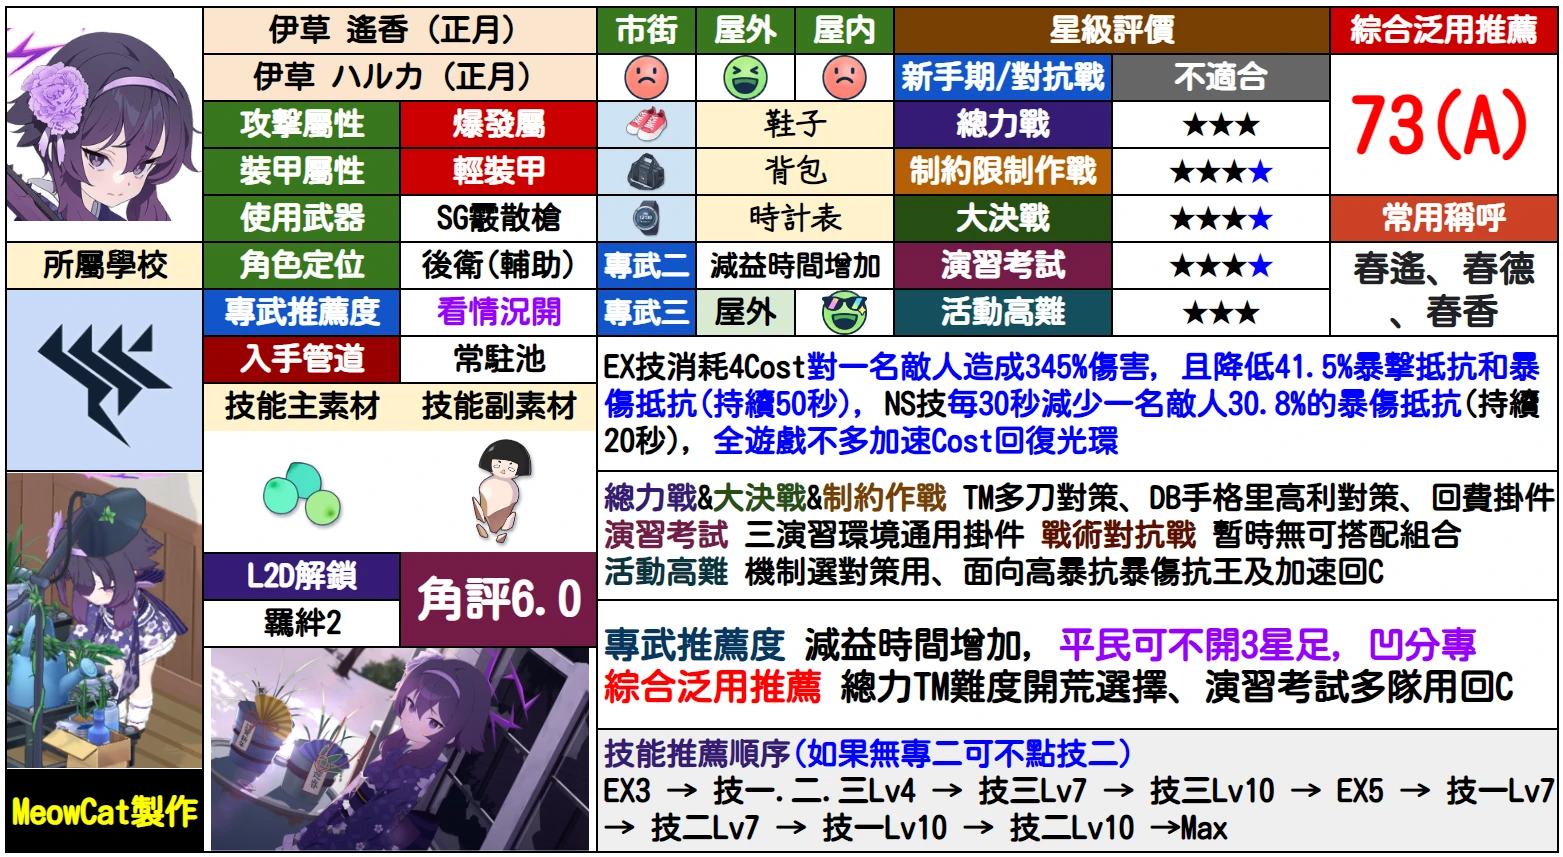 伊草 遙香（正月）
伊草 ハルカ（正月）
市街
屋外
屋内
星級評價
綜合泛用推薦
新手期/對抗戰
不適合
73(A)
攻擊屬性
爆發屬
鞋子
總力戰
★★★
裝甲屬性
輕裝甲
背包
制約限制作戰
★★★★
使用武器
SG霰散槍
時計表
大決戰
★★★★
常用稱呼
所屬學校
角色定位
後衛(輔助)
專武二
減益時間增加
演習考試
★★★★
春遙、春德
、春香
專武推薦度
看情況開
專武三
屋外
活動高難
★★★
入手管道
常駐池
技能主素材
技能副素材
EX技消耗4Cost對一名敵人造成345%傷害, 且降低41.5%暴擊抵抗和暴
傷抵抗(持續50秒), NS技每30秒減少一名敵人30.8%的暴傷抵抗(持續
20秒), 全遊戲不多加速Cost回復光環
總力戰&大決戰&制約作戰 TM多刀對策、DB手格里高利對策、回費掛件
演習考試 三演習環境通用掛件 戰術對抗戰 暫時無可搭配組合
活動高難 機制選對策用、面向高暴抗暴傷抗王及加速回C
L2D解鎖
羈絆2
角評6.0
專武推薦度 減益時間增加, 平民可不開3星足, 凹分專
綜合泛用推薦 總力TM難度開荒選擇、演習考試多隊用回C
技能推薦順序(如果無專二可不點技二)
EX3 → 技一.二.三Lv4 → 技三Lv7 → 技三Lv10 → EX5 → 技一Lv7
→ 技二Lv7 → 技一Lv10 → 技二Lv10 →Max
MeowCat製作